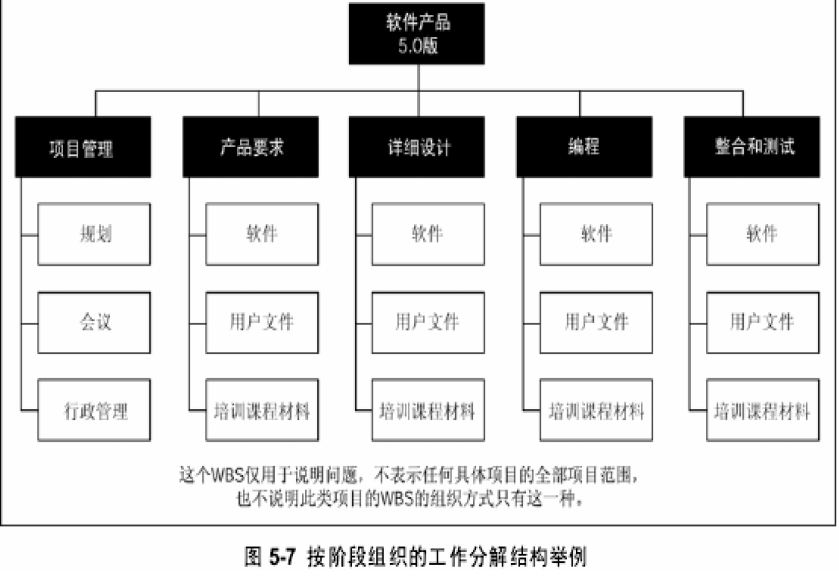 软件产品
5.0版
项目管理
产品要求
详细设计
编程
整合和测试
规划
软件
软件
软件
软件
会议
用户文件
用户文件
用户文件
用户文件
行政管理
培训课程材料
培训课程材料
培训课程材料
培训课程材料
这个WBS仅用于说明问题，不表示任何具体项目的全部项目范围，
也不说明此类项目的WBS的组织方式只有这一种。
图 5-7 按阶段组织的工作分解结构举例